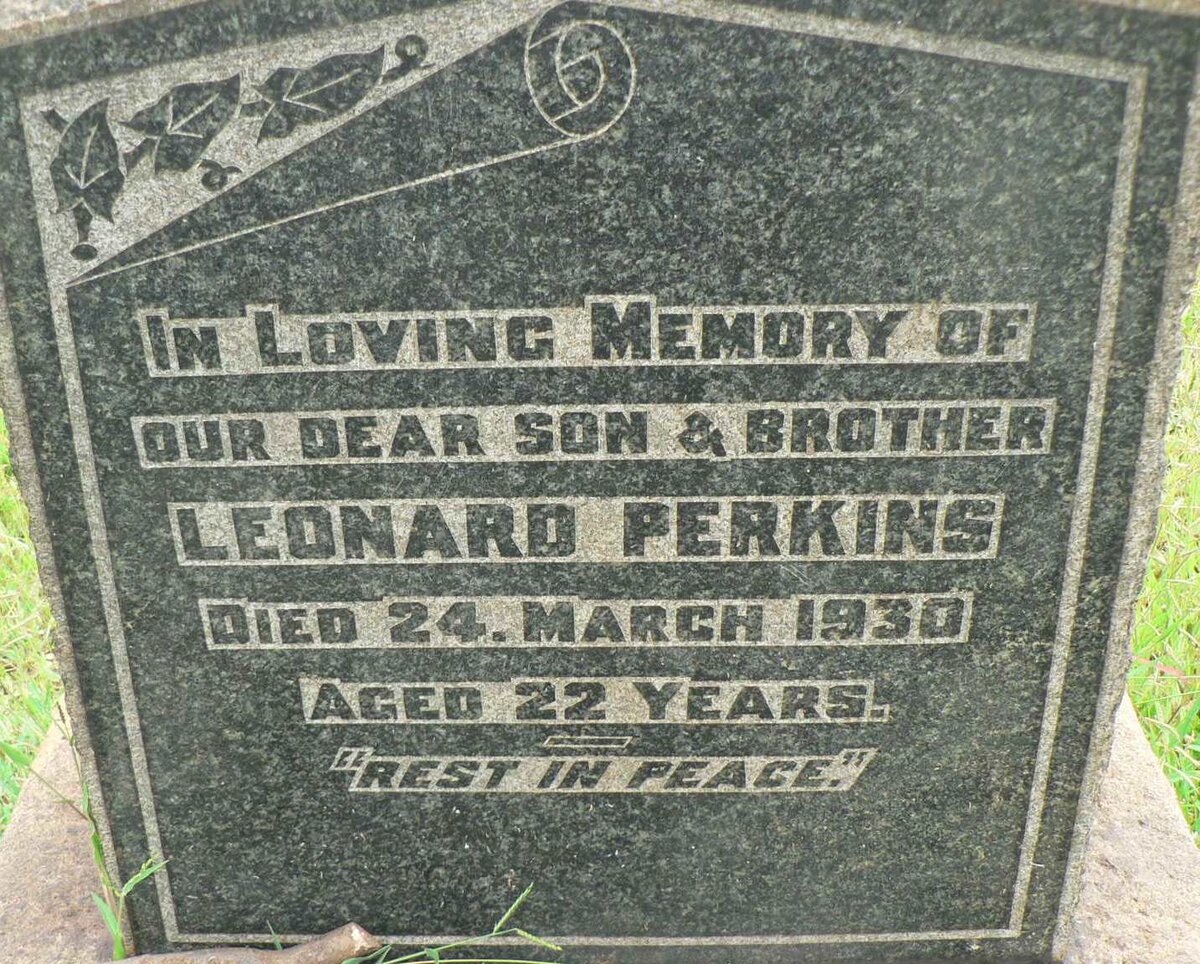 IN LOVING MEMORY OF
OUR DEAR SON & BROTHER
LEONARD PERKINS
DIED 24. MARCH 1930
AGED 22 YEARS.
"REST IN PEACE."